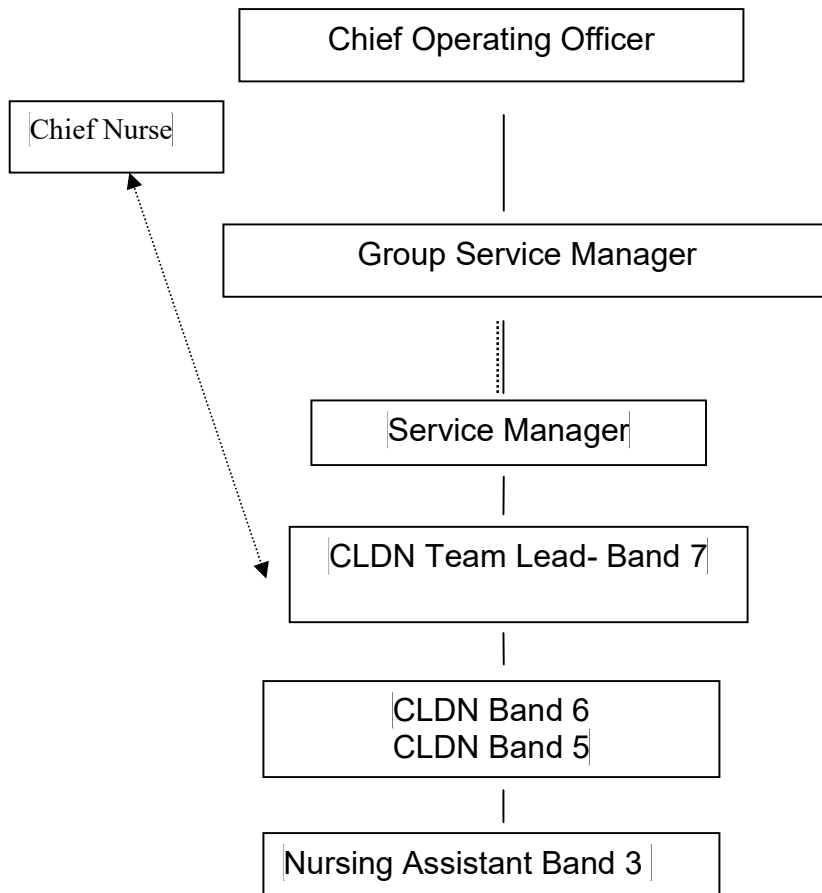 Chief Operating Officer
Chief Nurse
Group Service Manager
Service Manager
CLDN Team Lead- Band 7
CLDN Band 6
CLDN Band 5
Nursing Assistant Band 3